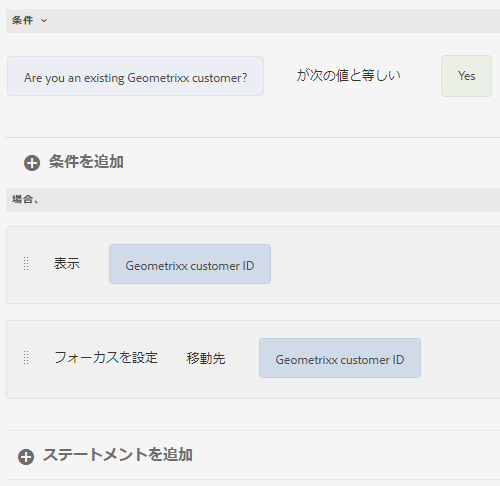 条件
Are you an existing Geometrixx customer? が次の値と等しい Yes
条件を追加
場合、
表示 Geometrixx customer ID
フォーカスを設定 移動先 Geometrixx customer ID
ステートメントを追加